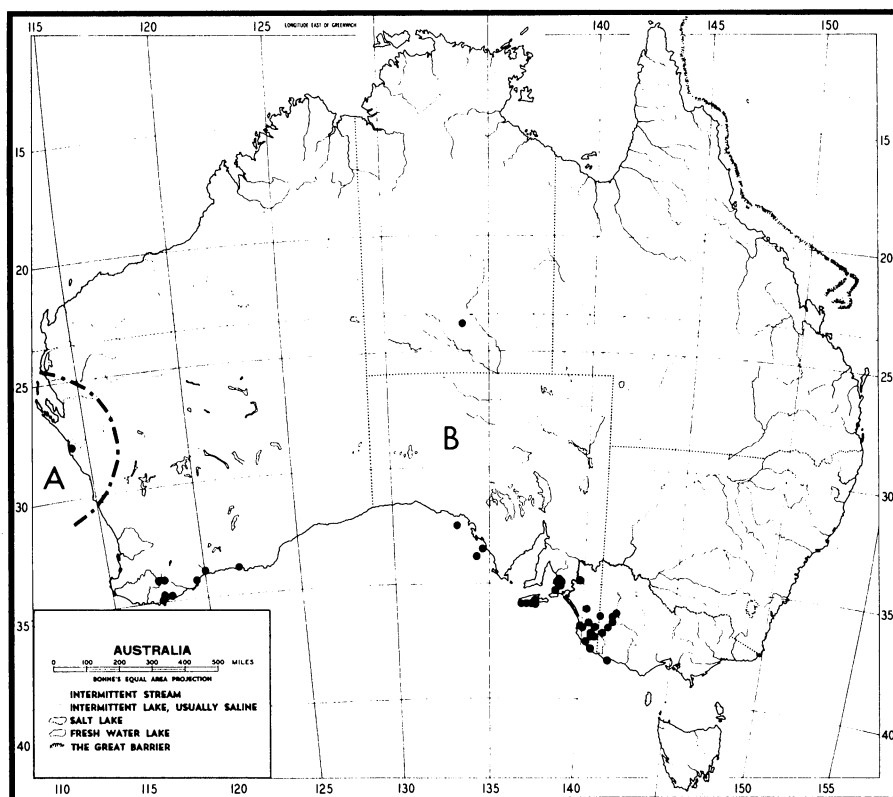 115 120 125 LONGITUDE EAST OF GREENWICH 140 145 150
15 15
20 20
25 25
A B
30 30
35 35
40 40
AUSTRALIA
0 100 200 300 400 500 MILES
BONNE'S EQUAL AREA PROJECTION
INTERMITTENT STREAM
INTERMITTENT LAKE, USUALLY SALINE
SALT LAKE
FRESH WATER LAKE
THE GREAT BARRIER
110 115 120 125 130 135 140 145 150 155